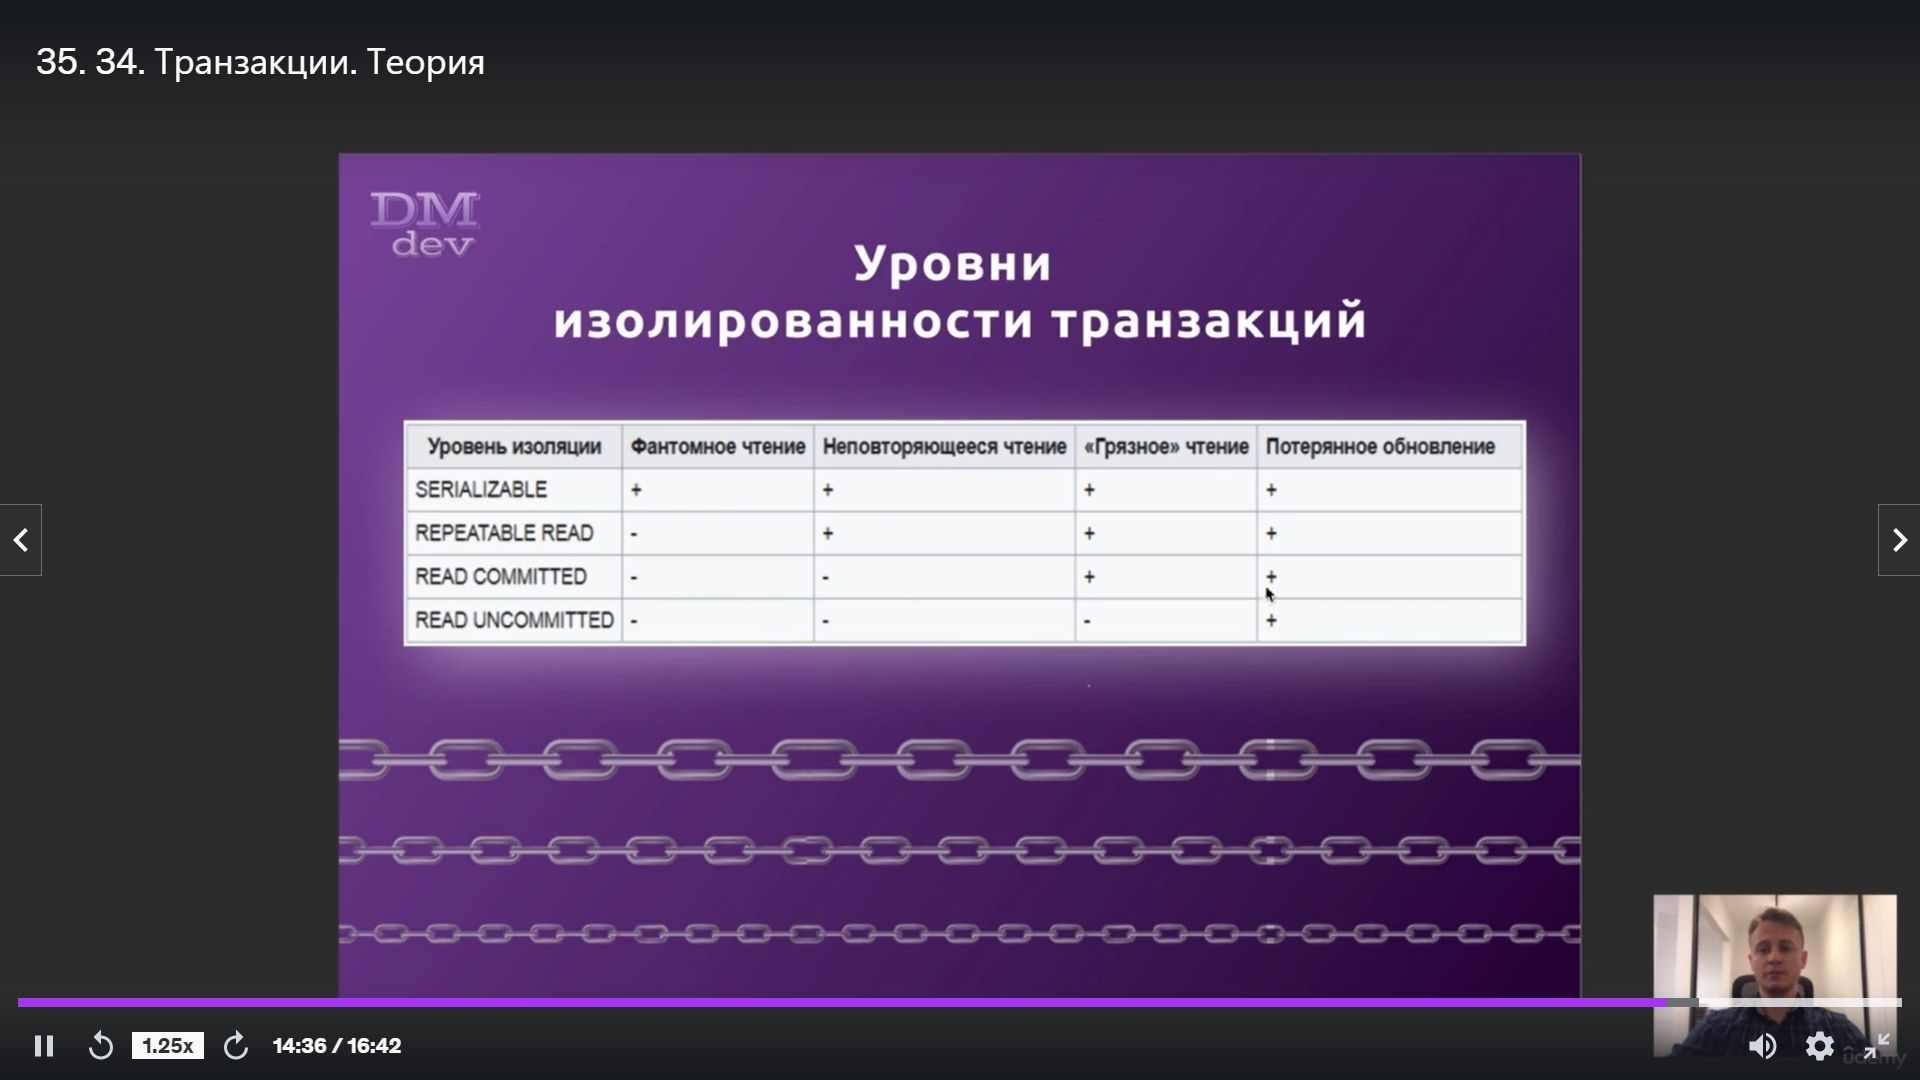 35. 34. Транзакции. Теория
DM
dev
Уровни
изолированности транзакций
Уровень изоляции Фантомное чтение Неповторяющееся чтение «Грязное» чтение Потерянное обновление
SERIALIZABLE + + + +
REPEATABLE READ - + + +
READ COMMITTED - - + +
READ UNCOMMITTED - - - +
1.25x 14:36 / 16:42
ûdemy